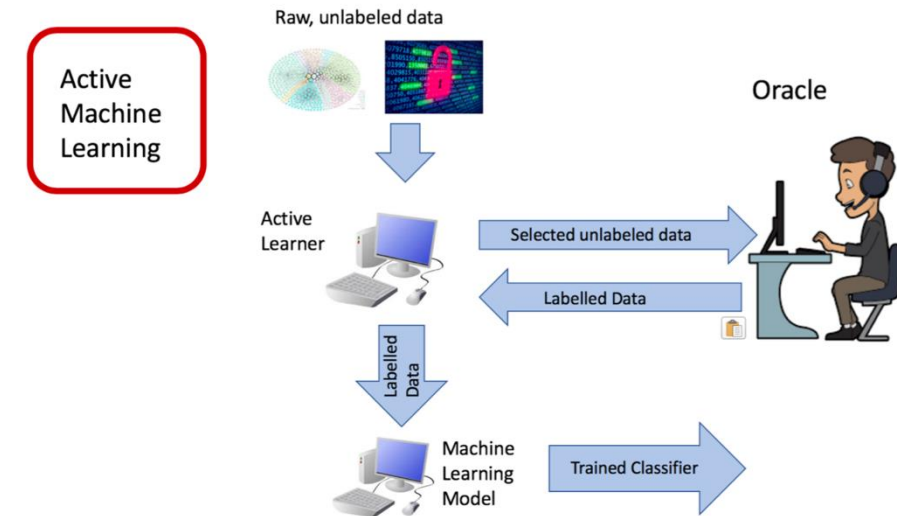 Raw, unlabeled data
Active
Machine
Learning
Oracle
Active
Learner
Selected unlabeled data
Labelled Data
Labelled
Data
Machine
Learning
Model
Trained Classifier